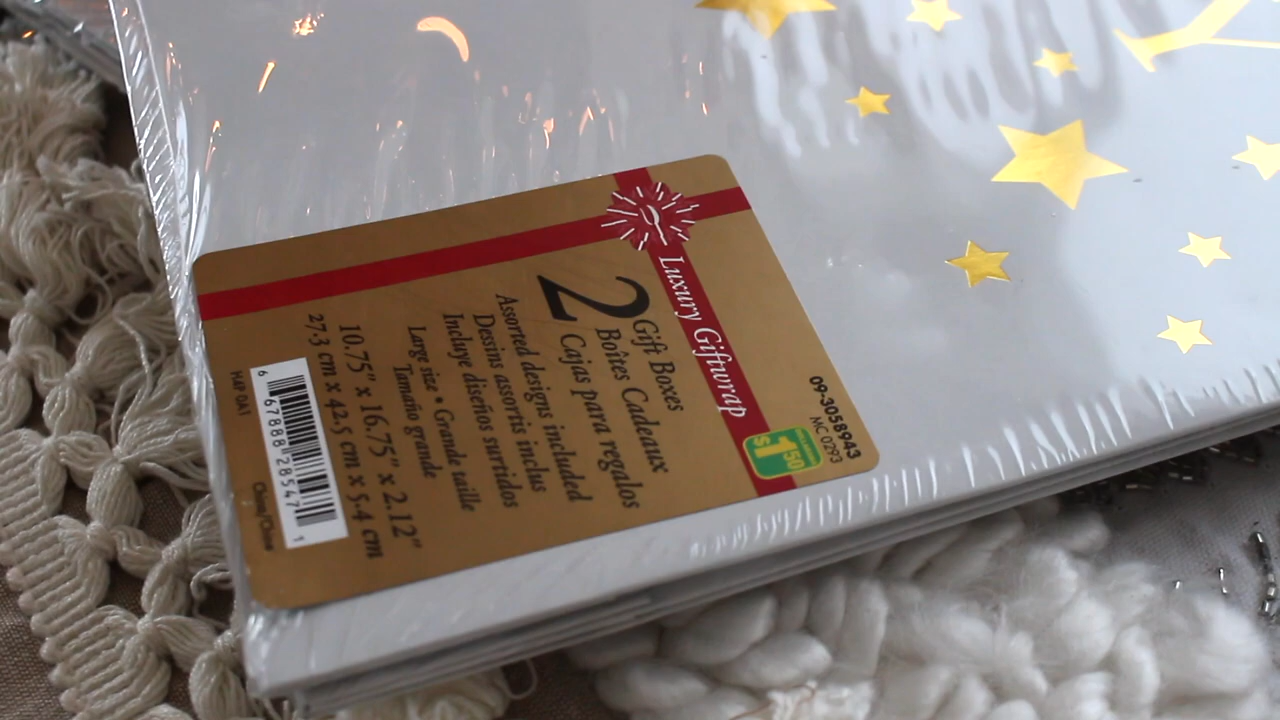 Luxury Giftwrap
2
Gift Boxes
Boîtes Cadeaux
Cajas para regalos
Assorted designs included
Dessins assortis inclus
Incluye diseños surtidos
Large size • Grande taille
Tamaño grande
10.75" x 16.75" x 2.12"
27.3 cm x 42.5 cm x 5.4 cm
09-3058943
MC 0293
$1.50
6 67888 28547 1
China/Chine